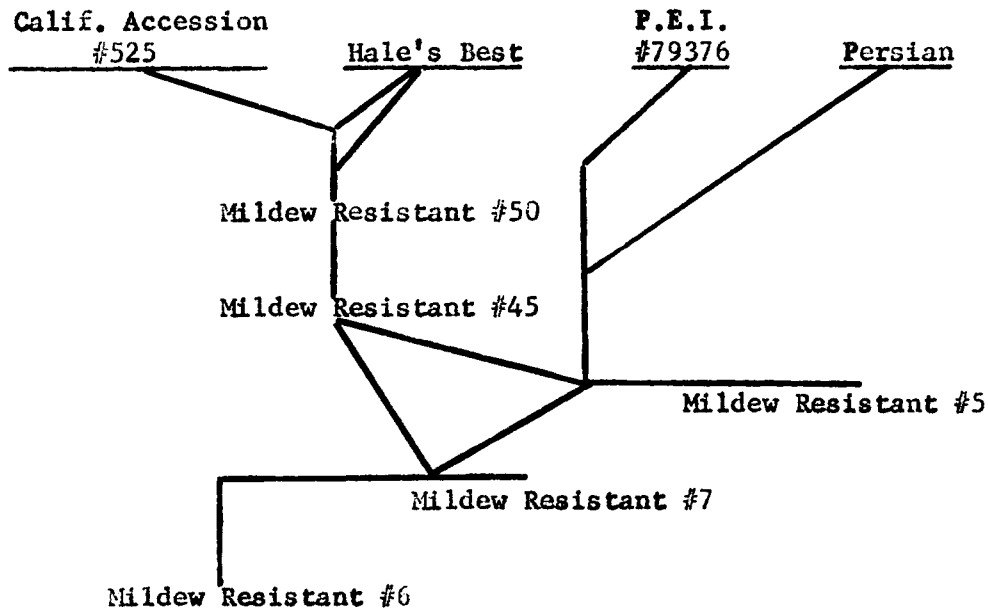 Calif. Accession
#525
Hale's Best
P.E.I.
#79376
Persian
Mildew Resistant #50
Mildew Resistant #45
Mildew Resistant #5
Mildew Resistant #7
Mildew Resistant #6